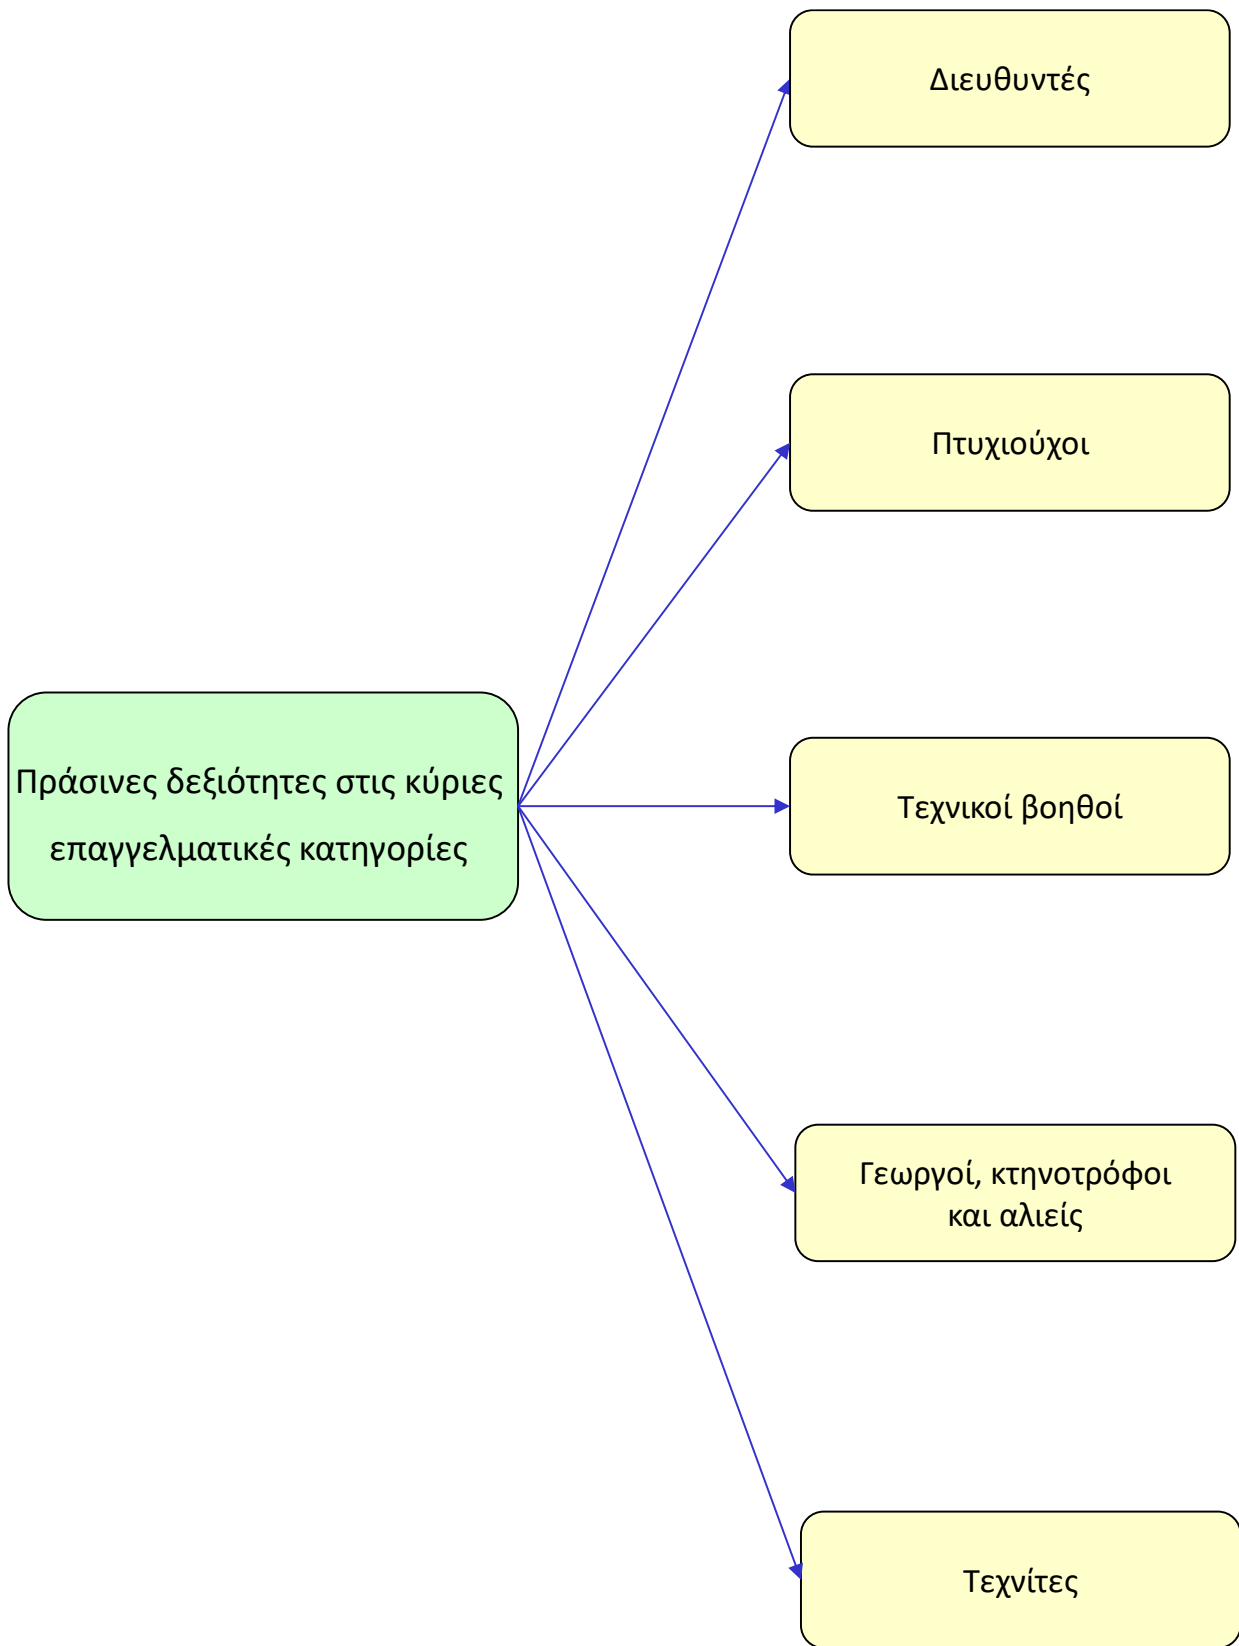 Διευθυντές
Πτυχιούχοι
Πράσινες δεξιότητες στις κύριες
επαγγελματικές κατηγορίες
Τεχνικοί βοηθοί
Γεωργοί, κτηνοτρόφοι
και αλιείς
Τεχνίτες